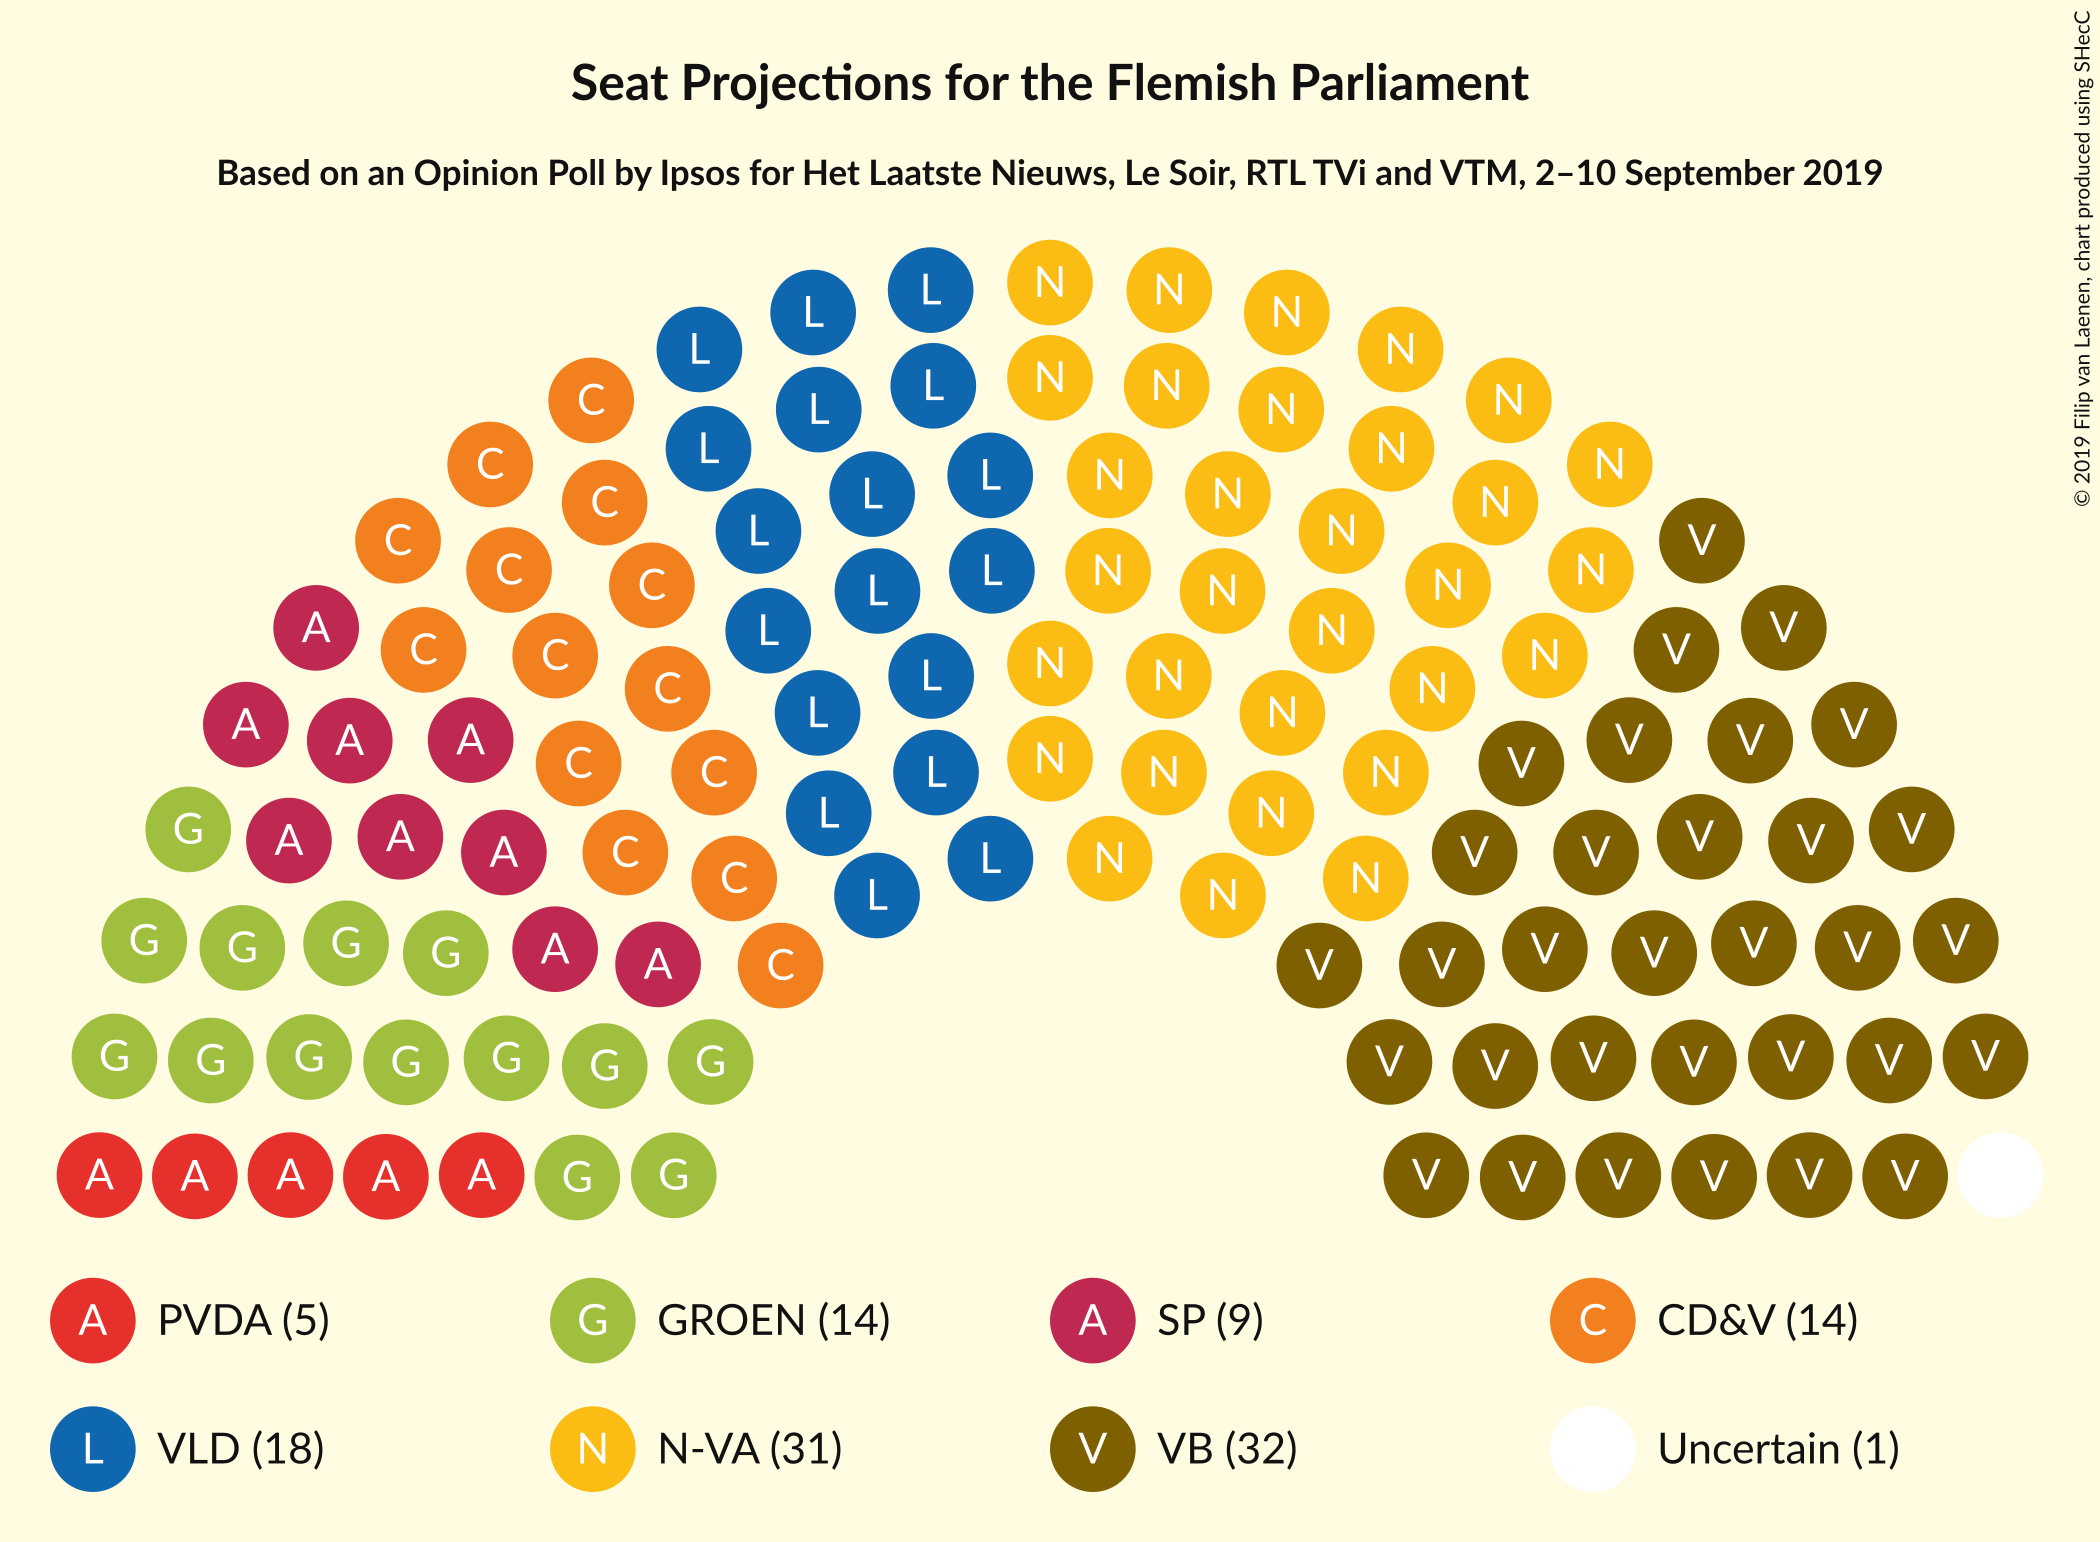 Seat Projections for the Flemish Parliament
Based on an Opinion Poll by Ipsos for Het Laatste Nieuws, Le Soir, RTL TVi and VTM, 2–10 September 2019
© 2019 Filip van Laenen, chart produced using SHecC
L L L N N N N
C L L L N N N N N
C C L L L N N N N N
C C C L L L N N N N N V
A C C C L L N N N N N V V
A A A C C L L N N N N V V V V
G A A A C C L L N N N V V V V V
G G G G A A C V V V V V V V
G G G G G G G V V V V V V V
A A A A A G G V V V V V V
A PVDA (5) G GROEN (14) A SP (9) C CD&V (14)
L VLD (18) N N-VA (31) V VB (32) Uncertain (1)